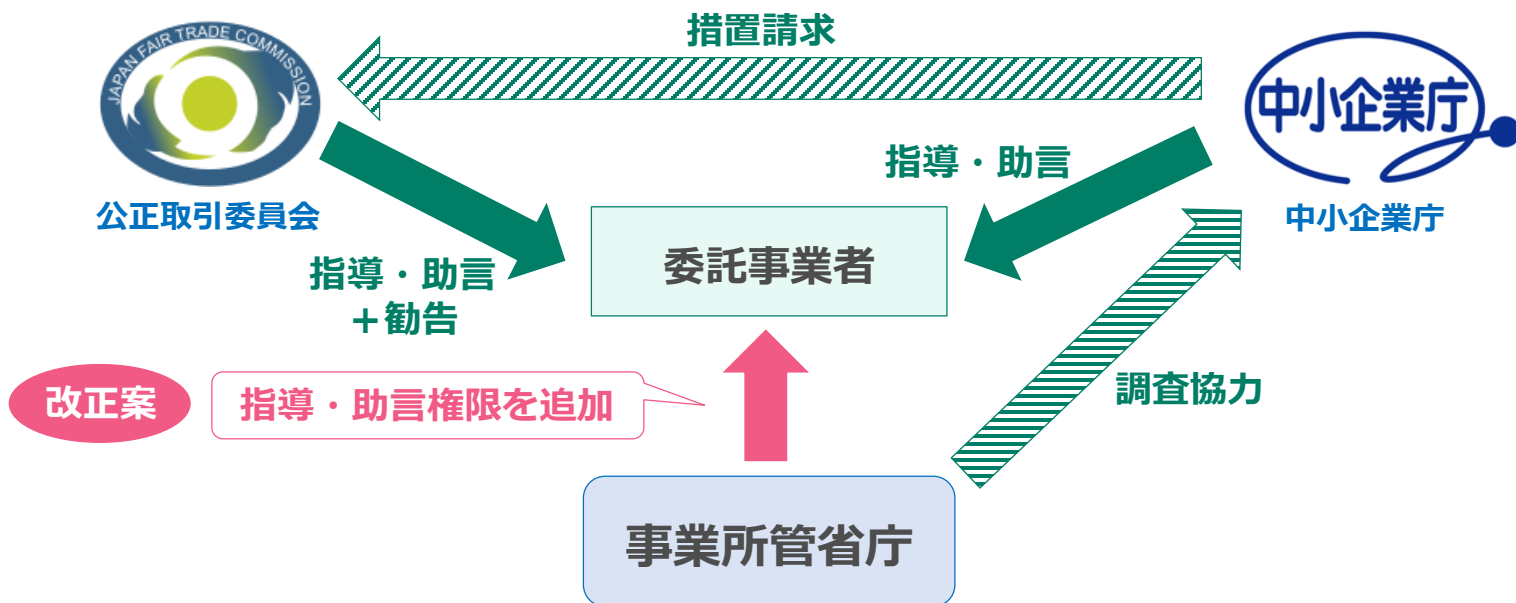 措置請求
JAPAN FAIR TRADE COMMISSION
中小企業庁
公正取引委員会
中小企業庁
指導・助言
指導・助言
＋勧告
委託事業者
改正案
指導・助言権限を追加
調査協力
事業所管省庁